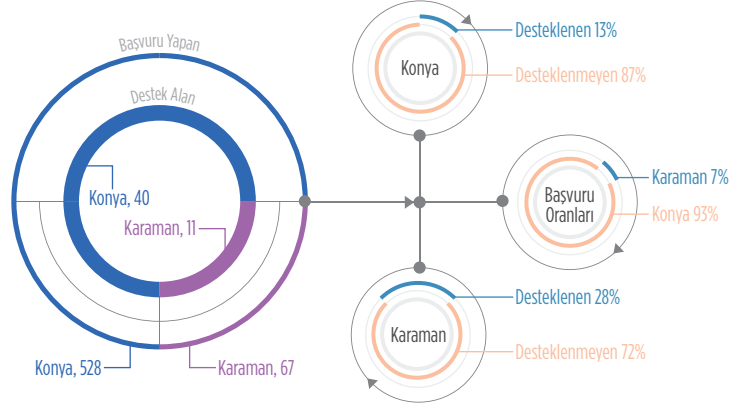 Başvuru Yapan
Destek Alan
Konya, 40
Karaman, 11
Konya, 528
Karaman, 67
Konya
Desteklenen 13%
Desteklenmeyen 87%
Başvuru
Oranları
Karaman 7%
Konya 93%
Karaman
Desteklenen 28%
Desteklenmeyen 72%